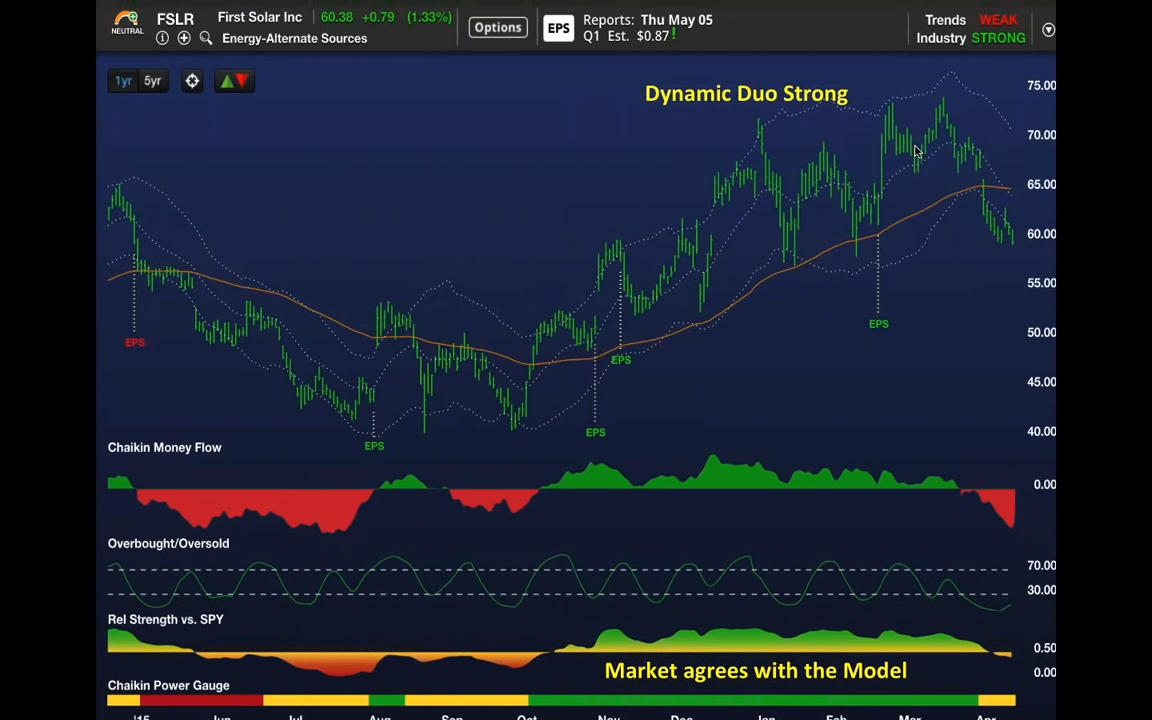 FSLR First Solar Inc 60.38 +0.79 (1.33%) Options EPS Reports: Thu May 05 Trends WEAK
NEUTRAL Energy-Alternate Sources Q1 Est. $0.87! Industry STRONG
1yr 5yr
Dynamic Duo Strong
75.00
70.00
65.00
60.00
55.00
50.00
45.00
40.00
EPS
EPS
EPS
EPS
EPS
Chaikin Money Flow
0.00
Overbought/Oversold
70.00
30.00
Rel Strength vs. SPY
0.50
0.00
Market agrees with the Model
Chaikin Power Gauge
'15 Jun Jul Aug Sep Oct Nov Dec Jan Feb Mar Apr